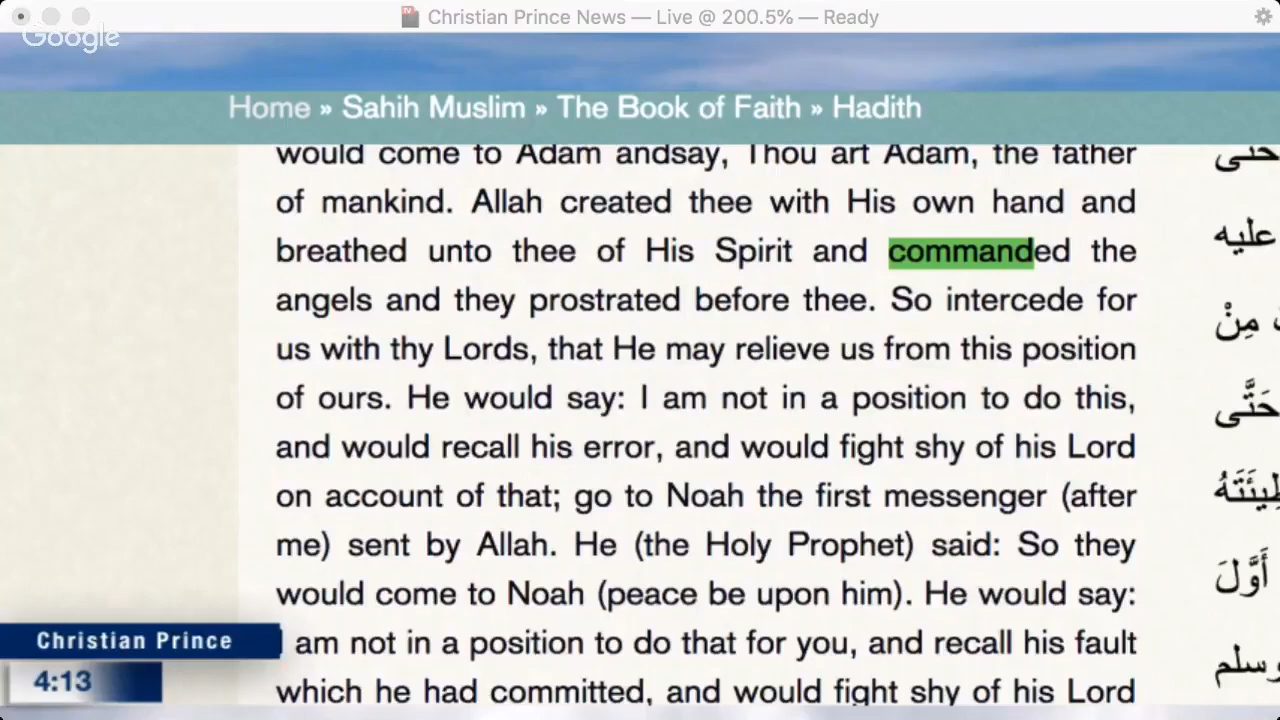 Christian Prince News — Live @ 200.5% — Ready
Google
Home » Sahih Muslim » The Book of Faith » Hadith
would come to Adam andsay, Thou art Adam, the father
of mankind. Allah created thee with His own hand and
breathed unto thee of His Spirit and commanded the
angels and they prostrated before thee. So intercede for
us with thy Lords, that He may relieve us from this position
of ours. He would say: I am not in a position to do this,
and would recall his error, and would fight shy of his Lord
on account of that; go to Noah the first messenger (after
me) sent by Allah. He (the Holy Prophet) said: So they
would come to Noah (peace be upon him). He would say:
I am not in a position to do that for you, and recall his fault
which he had committed, and would fight shy of his Lord
حتى
عليه
مِنْ
حَتَّى
أَوَّلَ
وسلم
Christian Prince
4:13